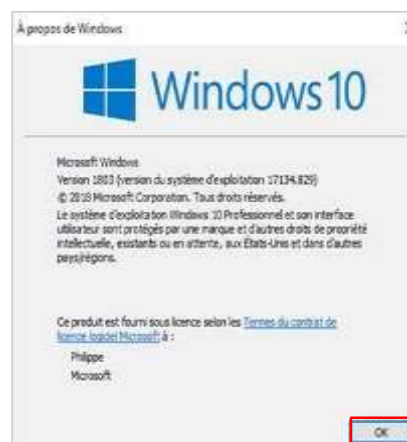 À propos de Windows
Windows 10
Microsoft Windows
Version 1803 (version du système d'exploitation 17134.829)
© 2018 Microsoft Corporation. Tous droits réservés.
Le système d'exploitation Windows 10 Professionnel et son interface
utilisateur sont protégés par une marque et d'autres droits de propriété
intellectuelle, existants ou en attente, aux États-Unis et dans d'autres
pays/régions.
Ce produit est fourni sous licence selon les Termes du contrat de
licence logiciel Microsoft à :
Philippe
Microsoft
OK